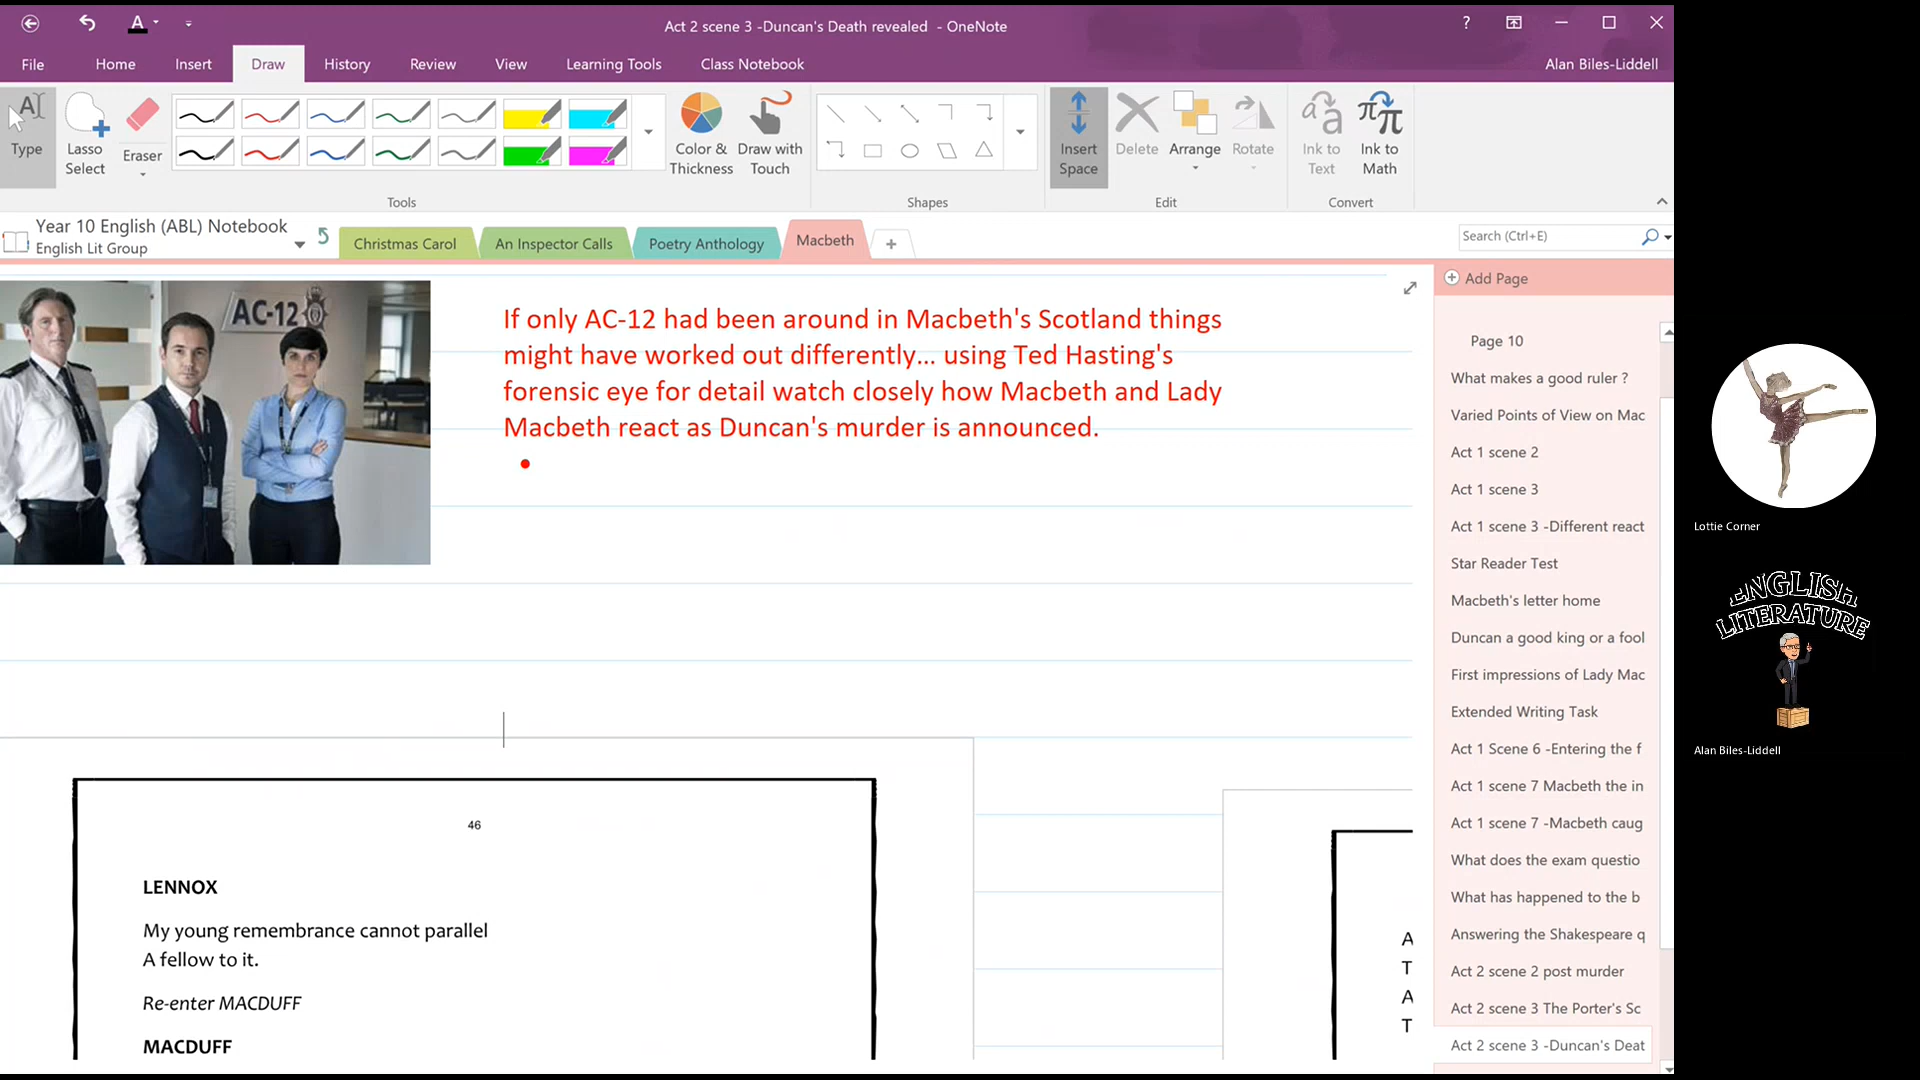 Act 2 scene 3 -Duncan's Death revealed - OneNote
?
File
Home
Insert
Draw
History
Review
View
Learning Tools
Class Notebook
Alan Biles-Liddell
Type
Lasso
Select
Eraser
Color &
Thickness
Draw with
Touch
Insert
Space
Delete
Arrange
Rotate
Ink to
Text
Ink to
Math
Tools
Shapes
Edit
Convert
Year 10 English (ABL) Notebook
English Lit Group
Christmas Carol
An Inspector Calls
Poetry Anthology
Macbeth
Search (Ctrl+E)
AC-12
If only AC-12 had been around in Macbeth's Scotland things
might have worked out differently... using Ted Hasting's
forensic eye for detail watch closely how Macbeth and Lady
Macbeth react as Duncan's murder is announced.
46
LENNOX
My young remembrance cannot parallel
A fellow to it.
Re-enter MACDUFF
MACDUFF
A
T
A
T
Add Page
Page 10
What makes a good ruler ?
Varied Points of View on Mac
Act 1 scene 2
Act 1 scene 3
Act 1 scene 3 -Different react
Star Reader Test
Macbeth's letter home
Duncan a good king or a fool
First impressions of Lady Mac
Extended Writing Task
Act 1 Scene 6 -Entering the f
Act 1 scene 7 Macbeth the in
Act 1 scene 7 -Macbeth caug
What does the exam questio
What has happened to the b
Answering the Shakespeare q
Act 2 scene 2 post murder
Act 2 scene 3 The Porter's Sc
Act 2 scene 3 -Duncan's Deat
Lottie Corner
ENGLISH
LITERATURE
Alan Biles-Liddell